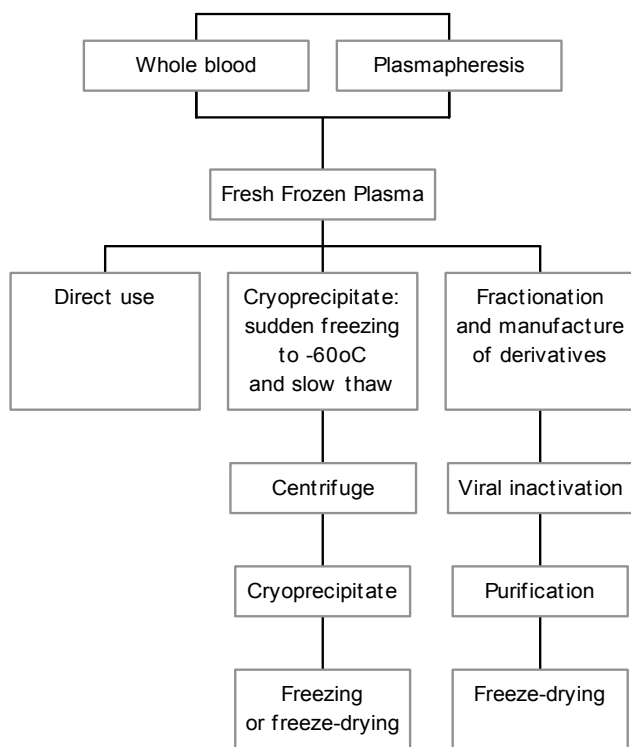 Whole blood
Plasmapheresis
Fresh Frozen Plasma
Direct use
Cryoprecipitate:
sudden freezing
to -60oC
and slow thaw
Fractionation
and manufacture
of derivatives
Centrifuge
Viral inactivation
Cryoprecipitate
Purification
Freezing
or freeze-drying
Freeze-drying